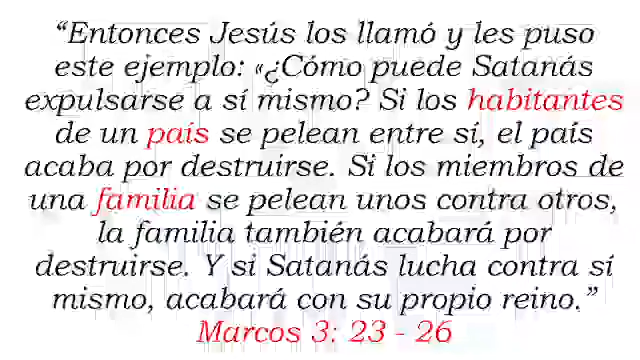 “Entonces Jesús los llamó y les puso
este ejemplo: «¿Cómo puede Satanás
expulsarse a sí mismo? Si los habitantes
de un país se pelean entre sí, el país
acaba por destruirse. Si los miembros de
una familia se pelean unos contra otros,
la familia también acabará por
destruirse. Y si Satanás lucha contra sí
mismo, acabará con su propio reino.”
Marcos 3: 23 - 26